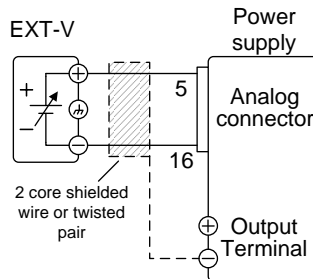 EXT-V
Power
supply
+
−
+
−
5
16
Analog
connector
2 core shielded
wire or twisted
pair
Output
Terminal
+
−